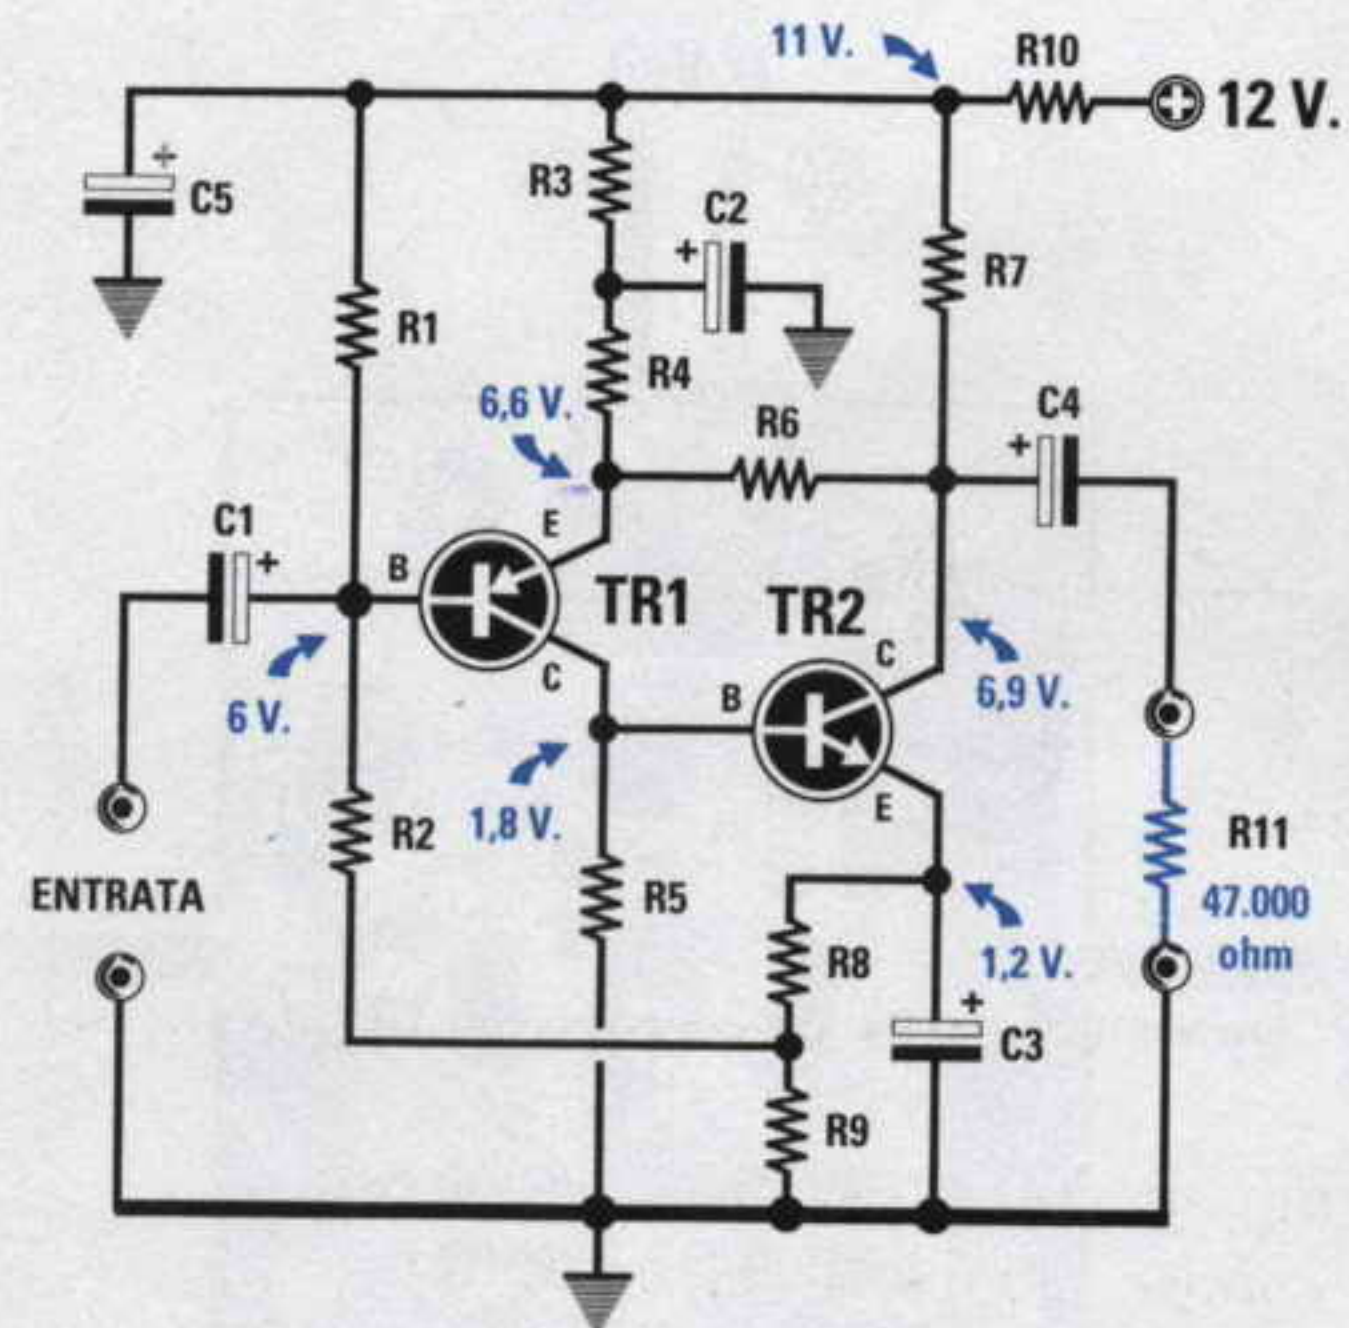 11 V.
R10
12 V.
+
C5
R3
C2
+
R7
R1
R4
6,6 V.
R6
C4
+
C1
+
B
E
TR1
TR2
C
C
B
6 V.
6,9 V.
1,8 V.
E
R2
R5
R11
47.000
ohm
ENTRATA
R8
1,2 V.
+
C3
R9